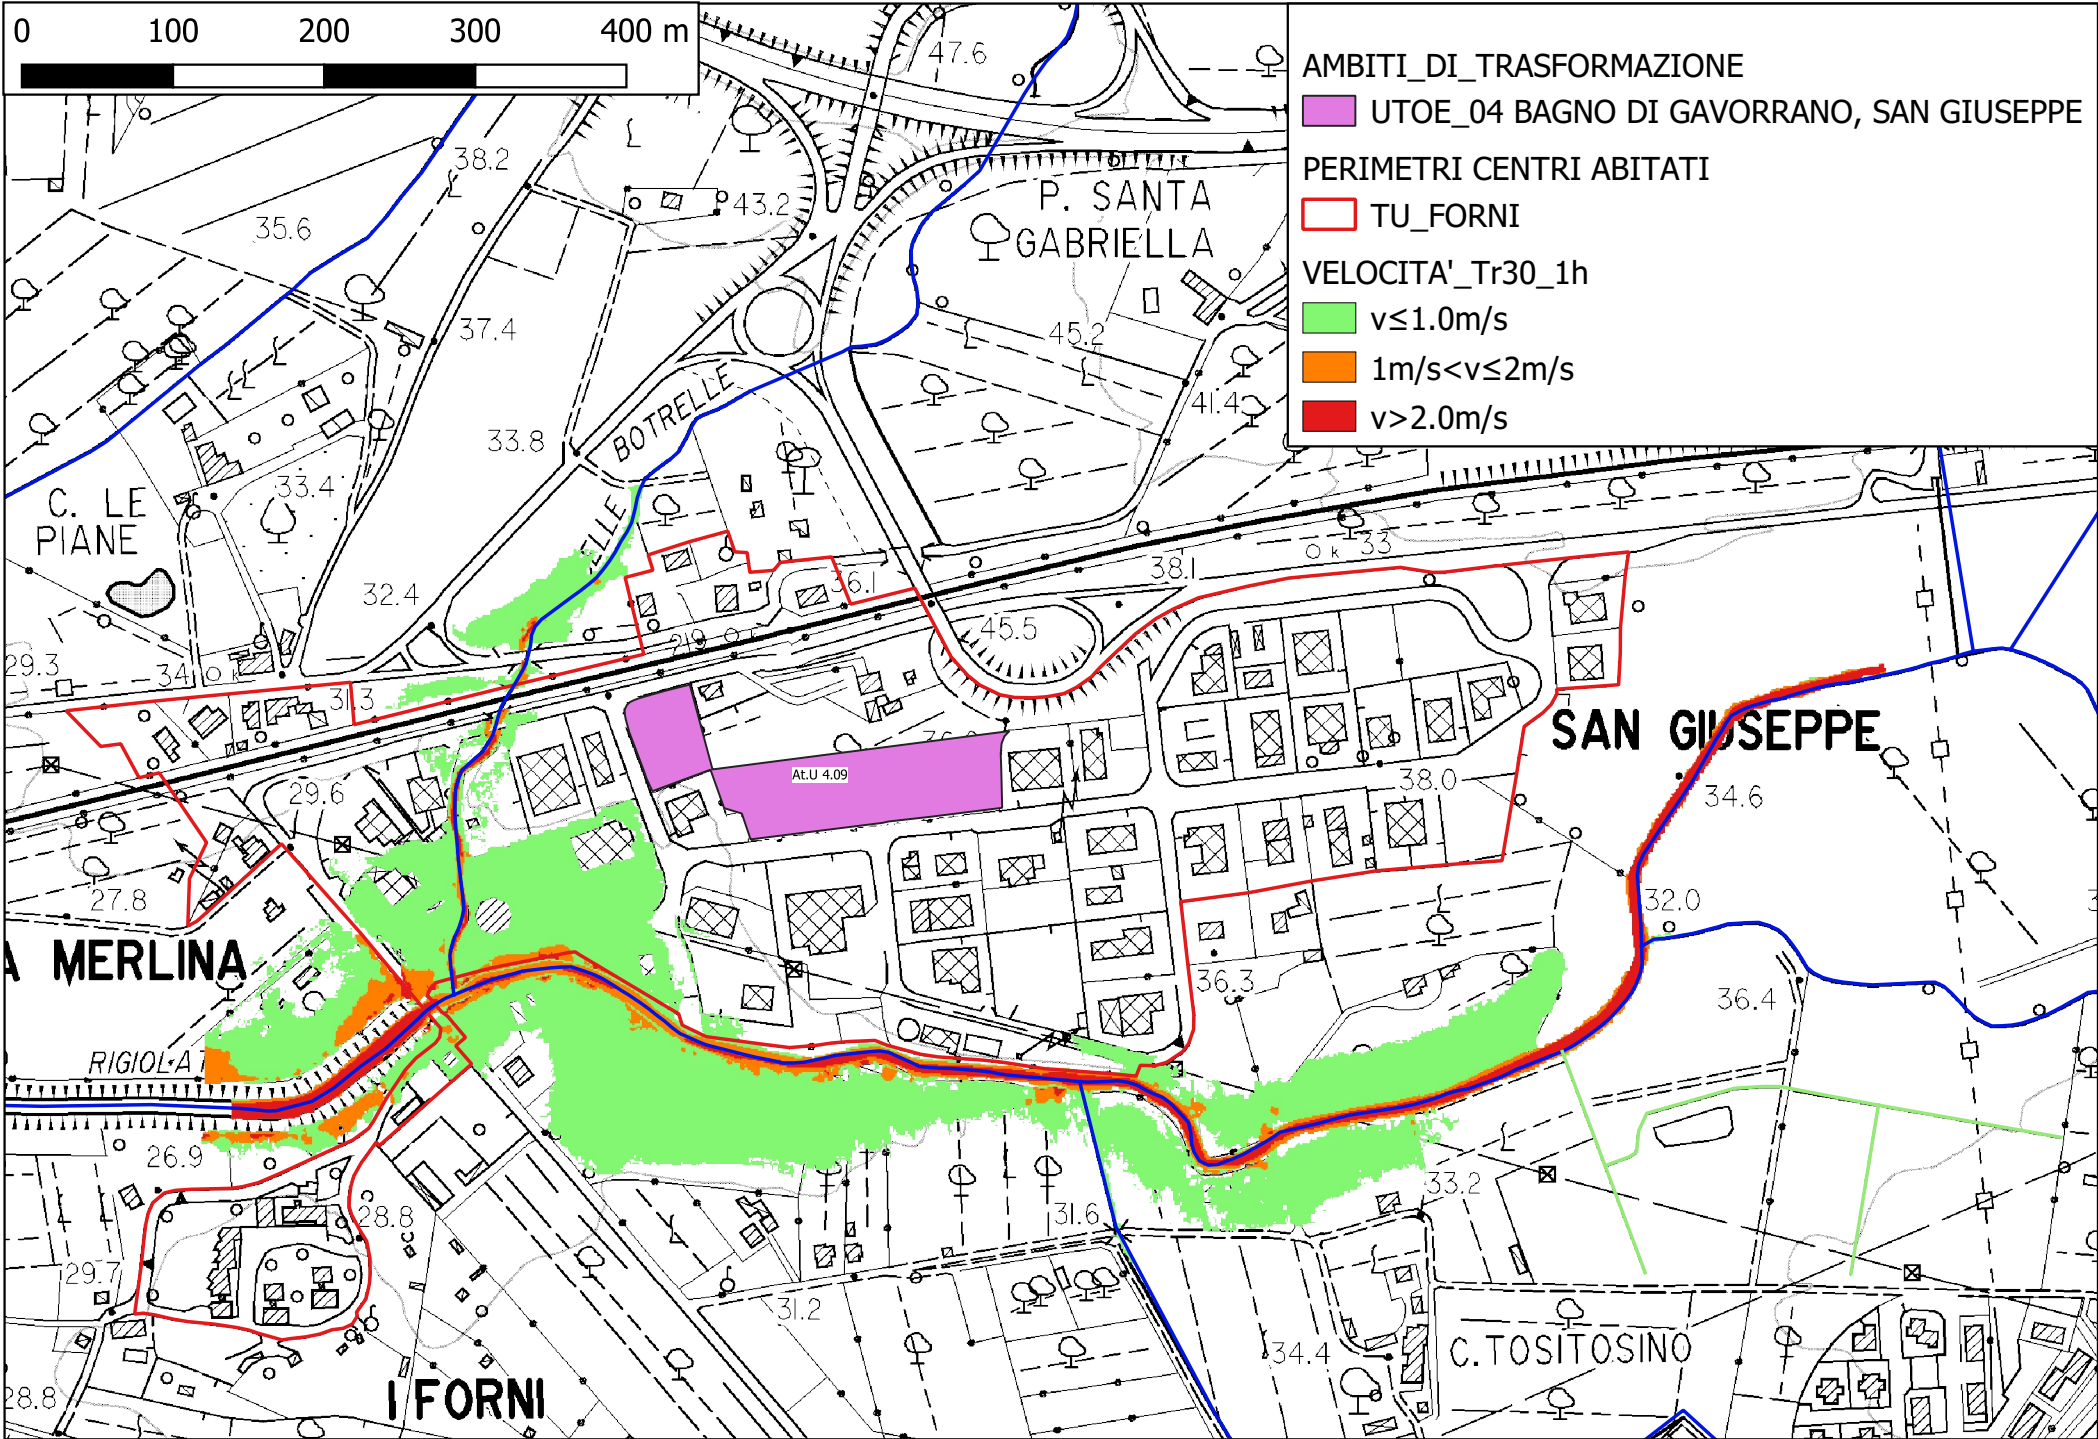 0 100 200 300 400 m
AMBITI_DI_TRASFORMAZIONE
UTOE_04 BAGNO DI GAVORRANO, SAN GIUSEPPE
PERIMETRI CENTRI ABITATI
TU_FORNI
VELOCITA'_Tr30_1h
v≤1.0m/s
1m/s<v≤2m/s
v>2.0m/s
47.6
38.2
43.2
35.6
P. SANTA
GABRIELLA
37.4
45.2
41.4
33.8
BOTRELLE
ELLE
33.4
C. LE
PIANE
O k 33
38.1
36.1
32.4
45.5
219 O
29.3
34 O k
31.3
SAN GIUSEPPE
At.U 4.09
29.6
38.0
34.6
27.8
32.0
A MERLINA
36.3
36.4
RIGIOLA
26.9
33.2
28.8
31.6
29.7
31.2
34.4
C. TOSITOSINO
28.8
I FORNI